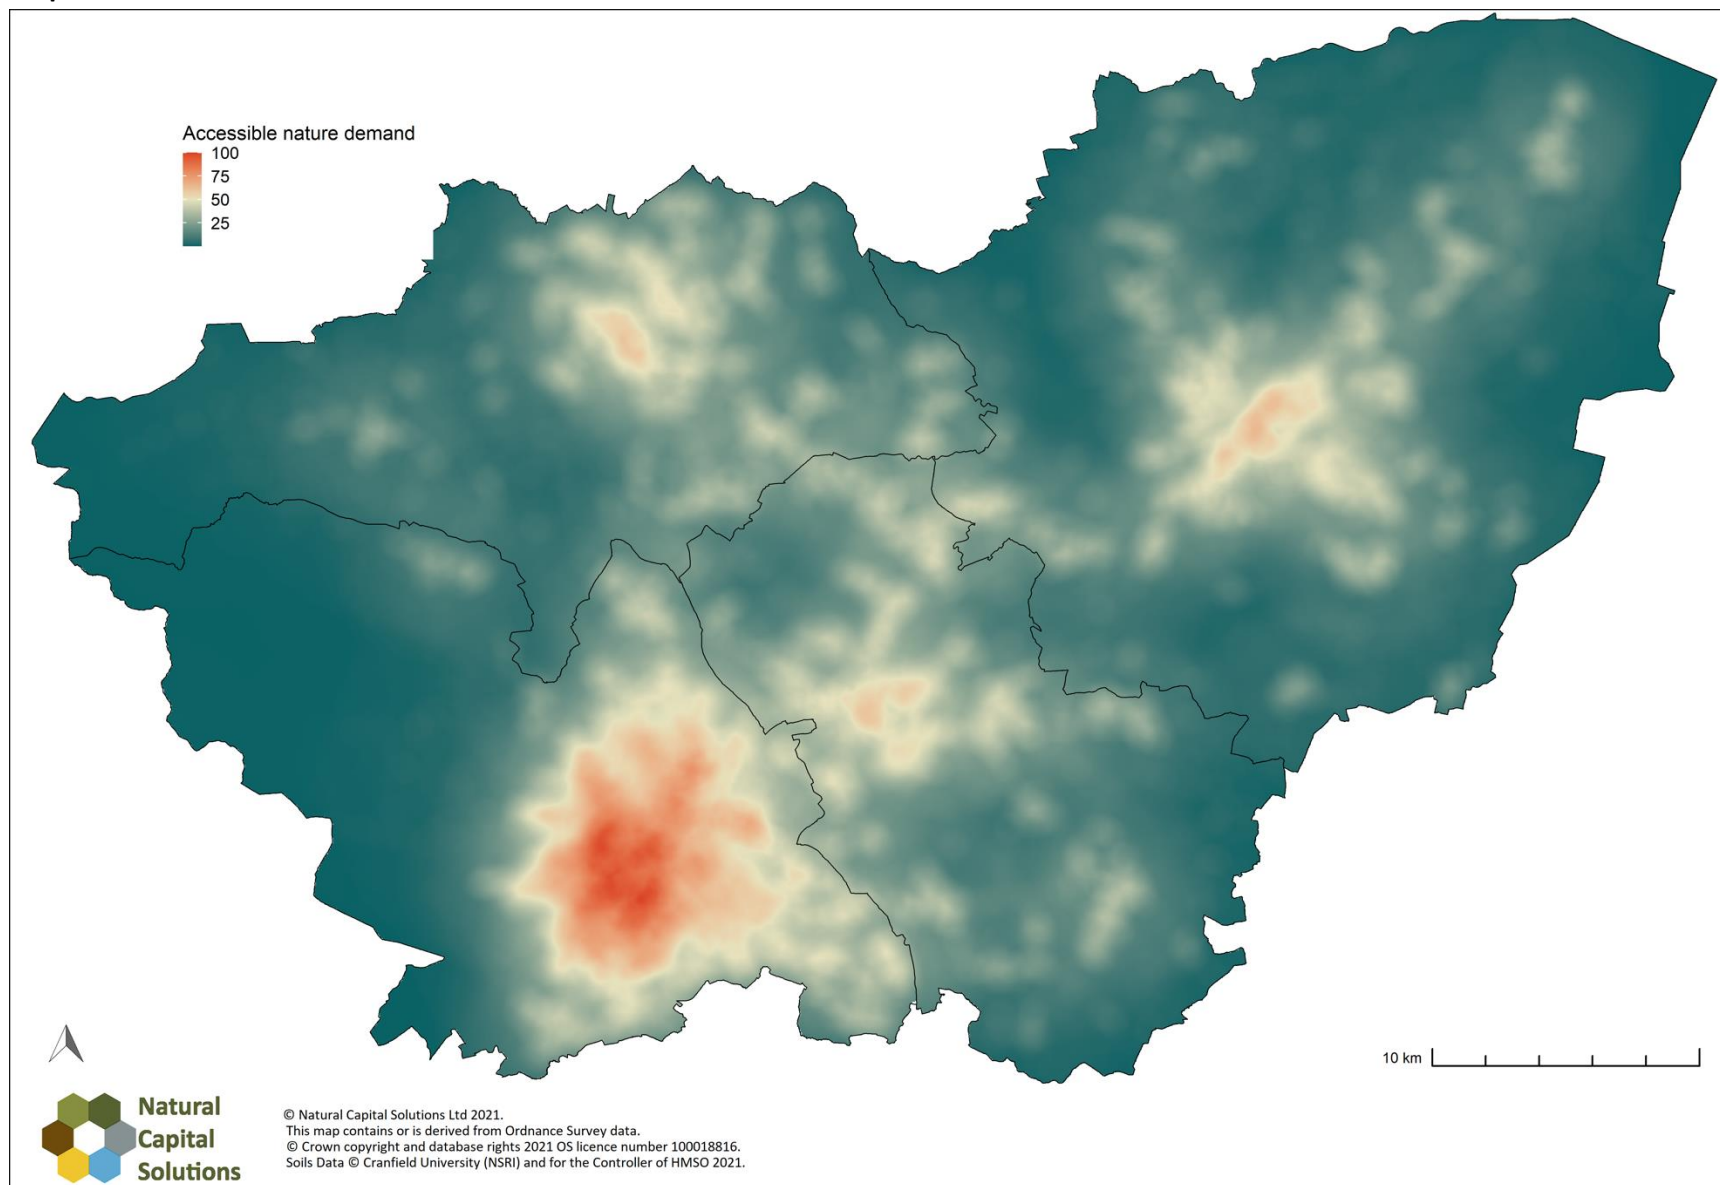 Accessible nature demand
100
75
50
25
10 km
Natural
Capital
Solutions
© Natural Capital Solutions Ltd 2021.
This map contains or is derived from Ordnance Survey data.
© Crown copyright and database rights 2021 OS licence number 100018816.
Soils Data © Cranfield University (NSRI) and for the Controller of HMSO 2021.